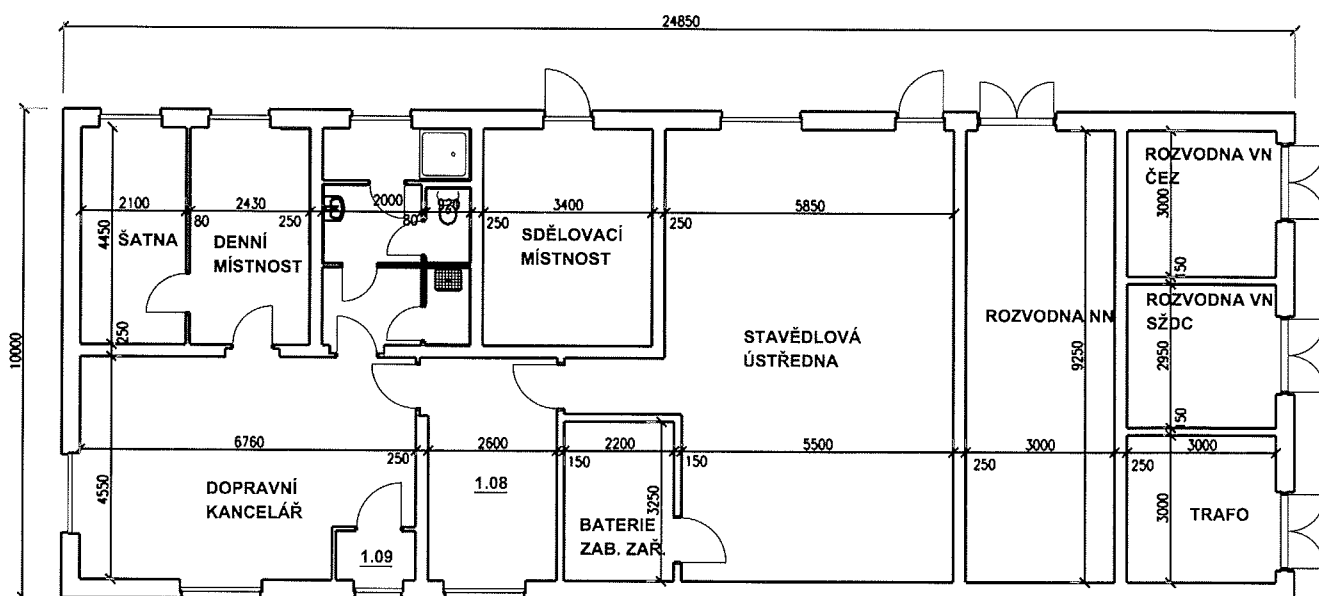 24850
10000
ROZVODNA VN
ČEZ
3000
2100
80
2430
250
2000
80
920
250
3400
250
5850
4450
ŠATNA
DENNÍ
MÍSTNOST
SDĚLOVACÍ
MÍSTNOST
150
ROZVODNA VN
SŽDC
ROZVODNA NN
250
STAVĚDLOVÁ
ÚSTŘEDNA
9250
2950
150
6760
250
2600
150
2200
150
5500
250
3000
250
3000
4550
DOPRAVNÍ
KANCELÁŘ
1.08
3250
3000
BATERIE
ZAB. ZAŘ.
TRAFO
1.09